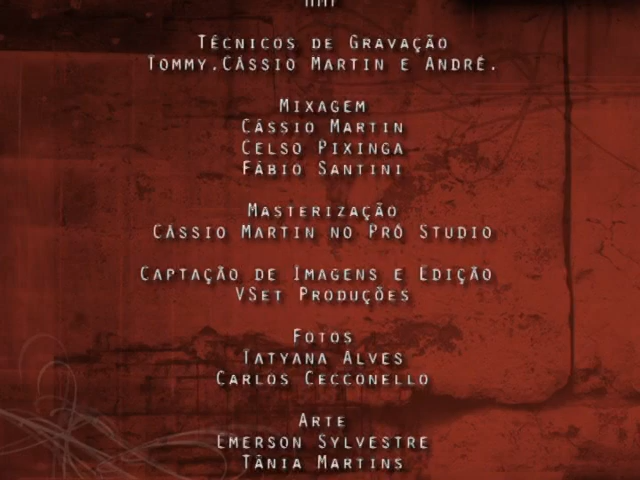 Técnicos de Gravação
Tommy,Cássio Martin e André.
Mixagem
Cássio Martin
Celso Pixinga
Fábio Santini
Masterização
Cássio Martin no Pró Studio
Captação de Imagens e Edição
VSet Produções
Fotos
Tatyana Alves
Carlos Cecconello
Arte
Emerson Sylvestre
Tânia Martins